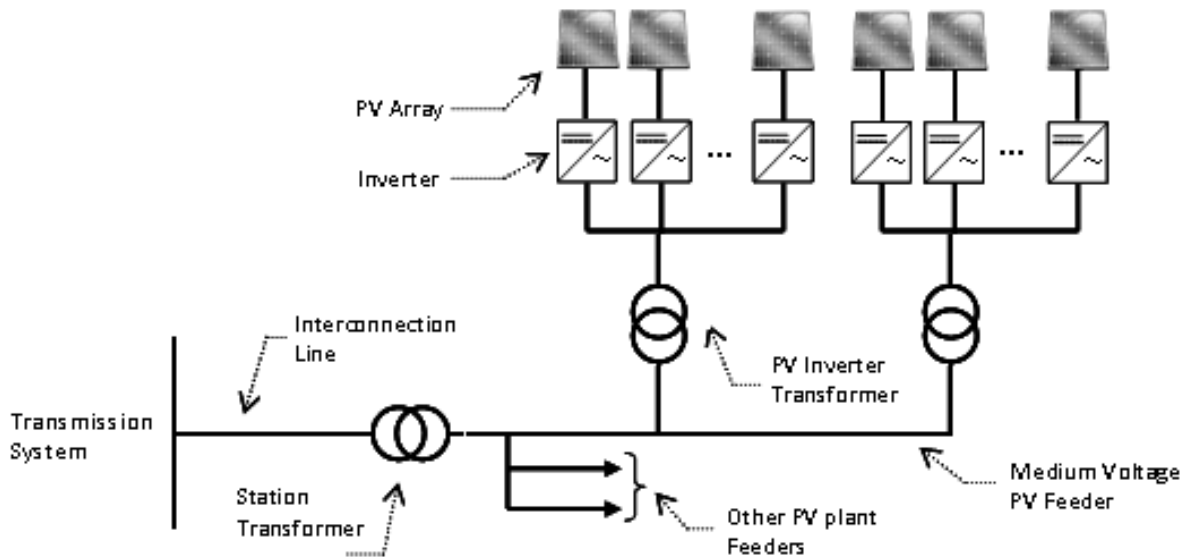 PV Array
Inverter
...
...
Interconnection
Line
PV Inverter
Transformer
Transmission
System
Station
Transformer
Other PV plant
Feeders
Medium Voltage
PV Feeder